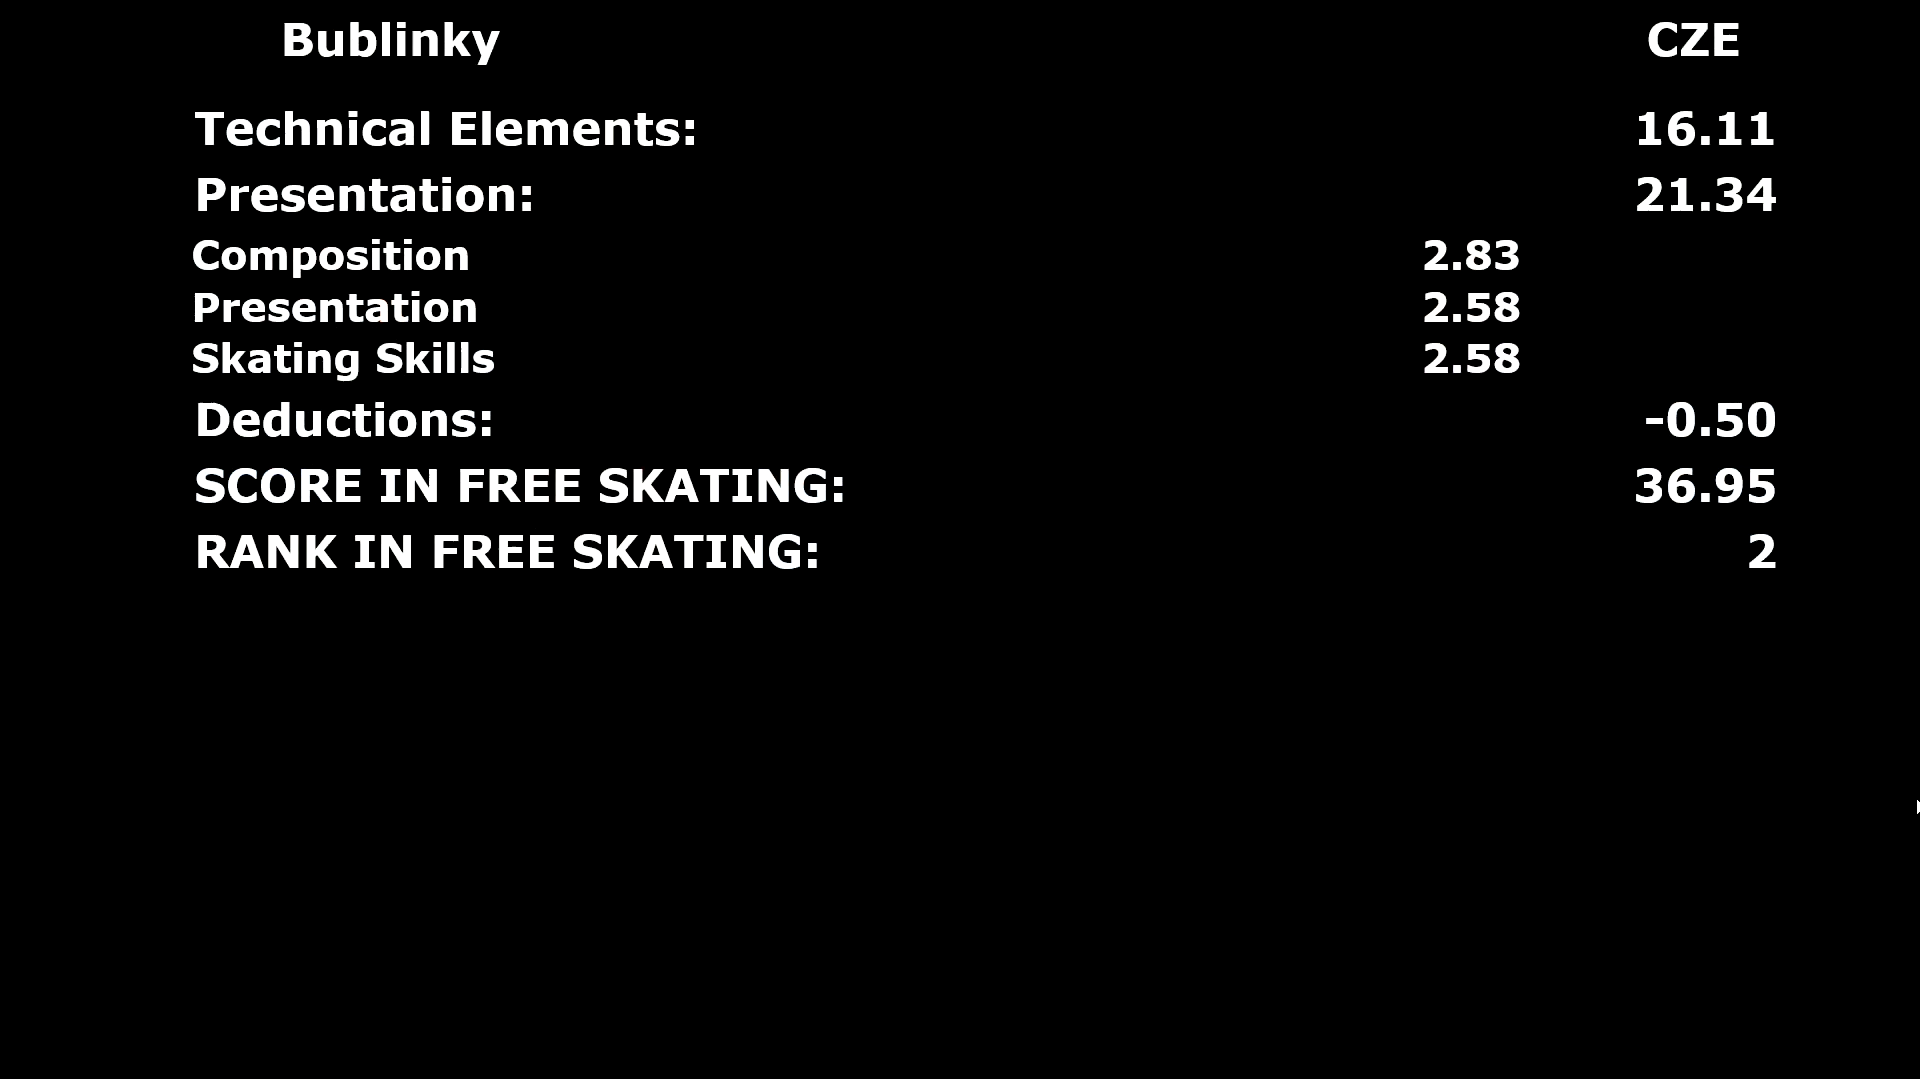 Bublinky CZE
Technical Elements: 16.11
Presentation: 21.34
Composition 2.83
Presentation 2.58
Skating Skills 2.58
Deductions: -0.50
SCORE IN FREE SKATING: 36.95
RANK IN FREE SKATING: 2